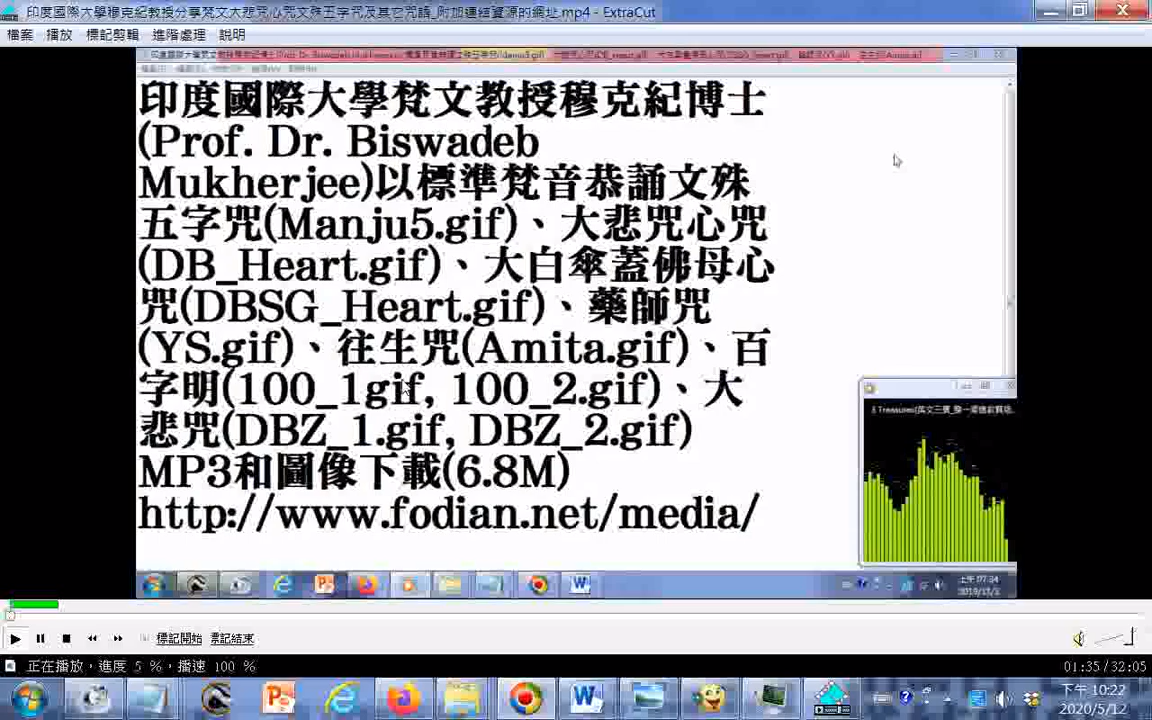 印度國際大學穆克紀教授分享梵文大悲咒心咒文殊五字咒及其它咒語_附加連結資源的網址.mp4 - ExtraCut
檔案 播放 標記剪輯 進階處理 說明
印度國際大學梵文教授穆克紀博士
(Prof. Dr. Biswadeb
Mukherjee)以標準梵音恭誦文殊
五字咒(Manju5.gif)、大悲咒心咒
(DB_Heart.gif)、大白傘蓋佛母心
咒(DBSG_Heart.gif)、藥師咒
(YS.gif)、往生咒(Amita.gif)、百
字明(100_1gif, 100_2.gif)、大
悲咒(DBZ_1.gif, DBZ_2.gif)
MP3和圖像下載(6.8M)
http://www.fodian.net/media/
上午 07:34
標記開始 標記結束
正在播放，進度 5 %，播速 100 %
01:35 / 32:05
下午 10:22
2020/5/12